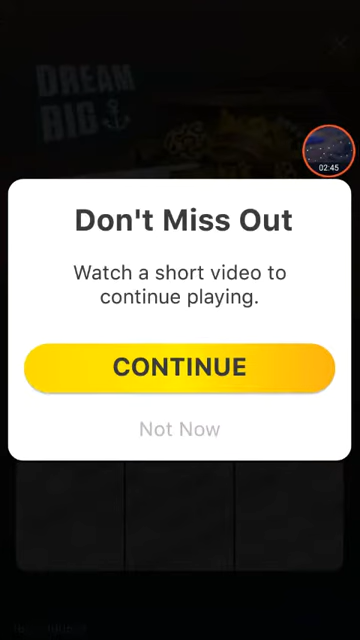 DREAM
BIG
02:45
Don't Miss Out
Watch a short video to
continue playing.
CONTINUE
Not Now